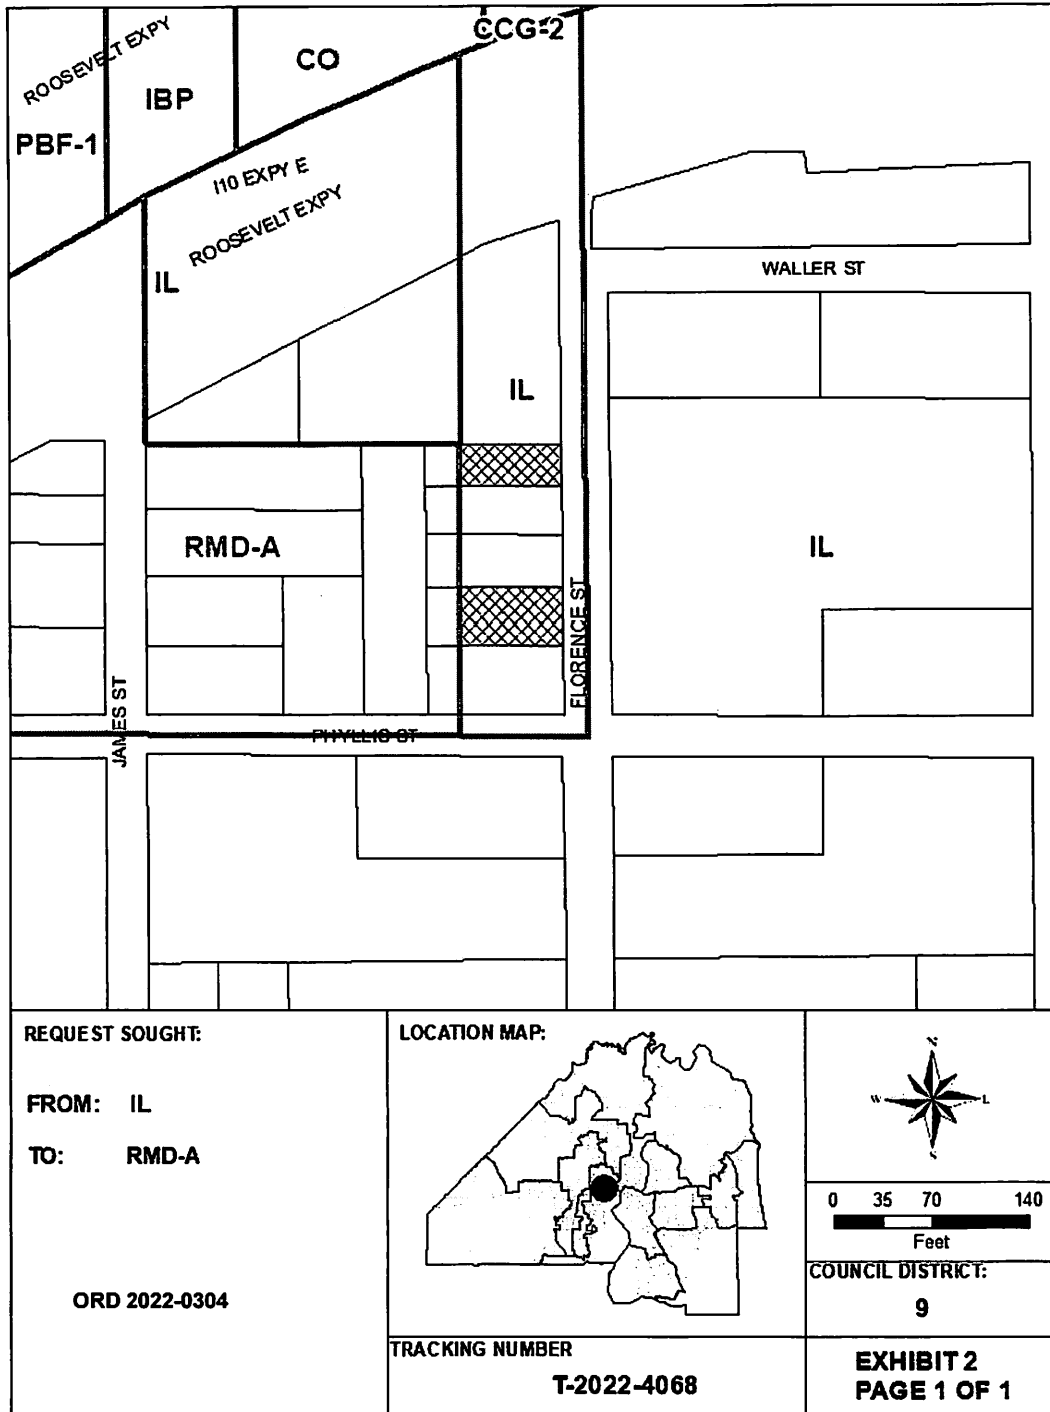 CCG-2
ROOSEVELT EXPY
CO
IBP
PBF-1
I10 EXPY E
ROOSEVELT EXPY
IL
WALLER ST
IL
RMD-A
IL
FLORENCE ST
JAMES ST
PHYLLIS ST
REQUEST SOUGHT:
FROM: IL
TO: RMD-A
ORD 2022-0304
LOCATION MAP:
N
W
S
0 35 70 140
Feet
COUNCIL DISTRICT:
9
TRACKING NUMBER
T-2022-4068
EXHIBIT 2
PAGE 1 OF 1